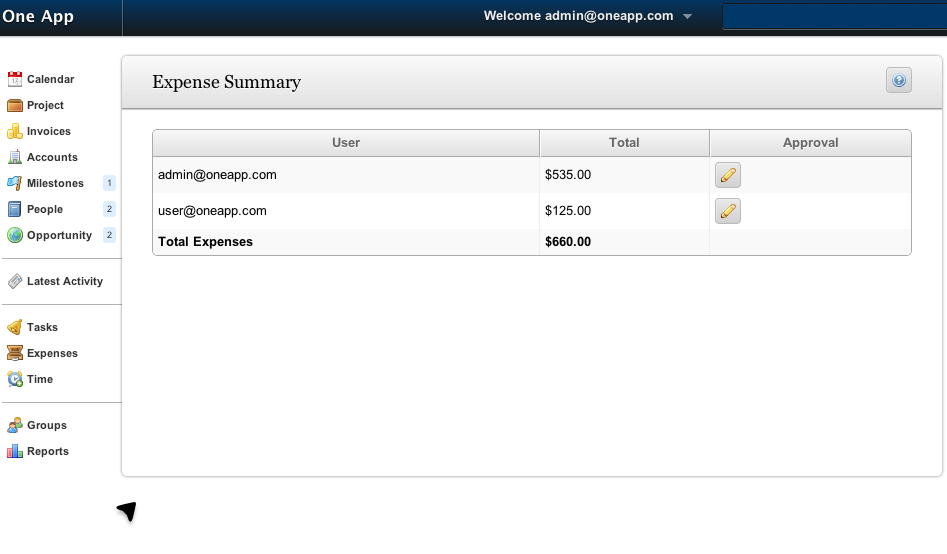 One App
Welcome admin@oneapp.com
Calendar
Project
Invoices
Accounts
Milestones 1
People 2
Opportunity 2
Latest Activity
Tasks
Expenses
Time
Groups
Reports
Expense Summary
User Total Approval
admin@oneapp.com $535.00
user@oneapp.com $125.00
Total Expenses $660.00